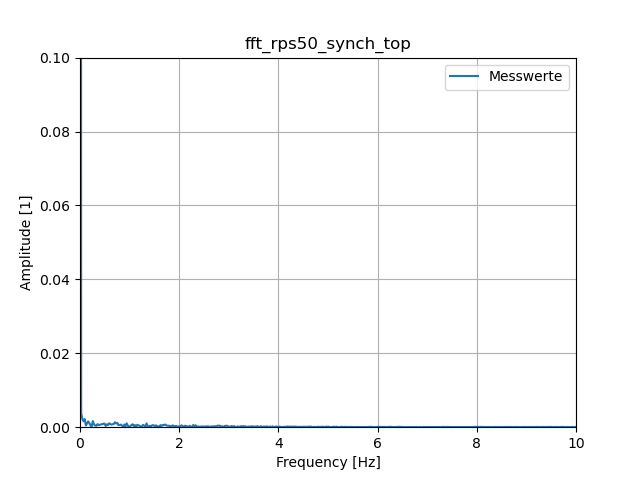 fft_rps50_synch_top
Messwerte
Amplitude [1]
0.10
0.08
0.06
0.04
0.02
0.00
0 2 4 6 8 10
Frequency [Hz]